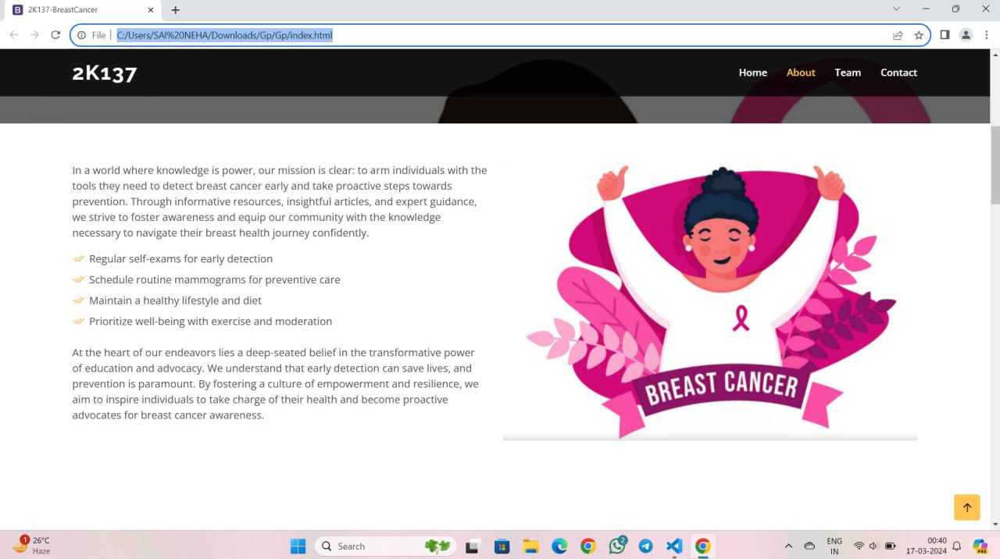 2K137-BreastCancer
File
C:/Users/SAI%20NEHA/Downloads/Gp/Gp/index.html
2K137
Home About Team Contact
In a world where knowledge is power, our mission is clear: to arm individuals with the
tools they need to detect breast cancer early and take proactive steps towards
prevention. Through informative resources, insightful articles, and expert guidance,
we strive to foster awareness and equip our community with the knowledge
necessary to navigate their breast health journey confidently.
Regular self-exams for early detection
Schedule routine mammograms for preventive care
Maintain a healthy lifestyle and diet
Prioritize well-being with exercise and moderation
At the heart of our endeavors lies a deep-seated belief in the transformative power
of education and advocacy. We understand that early detection can save lives, and
prevention is paramount. By fostering a culture of empowerment and resilience, we
aim to inspire individuals to take charge of their health and become proactive
advocates for breast cancer awareness.
BREAST CANCER
1
26°C
Haze
Search
2
ENG
IN
00:40
17-03-2024
PRE